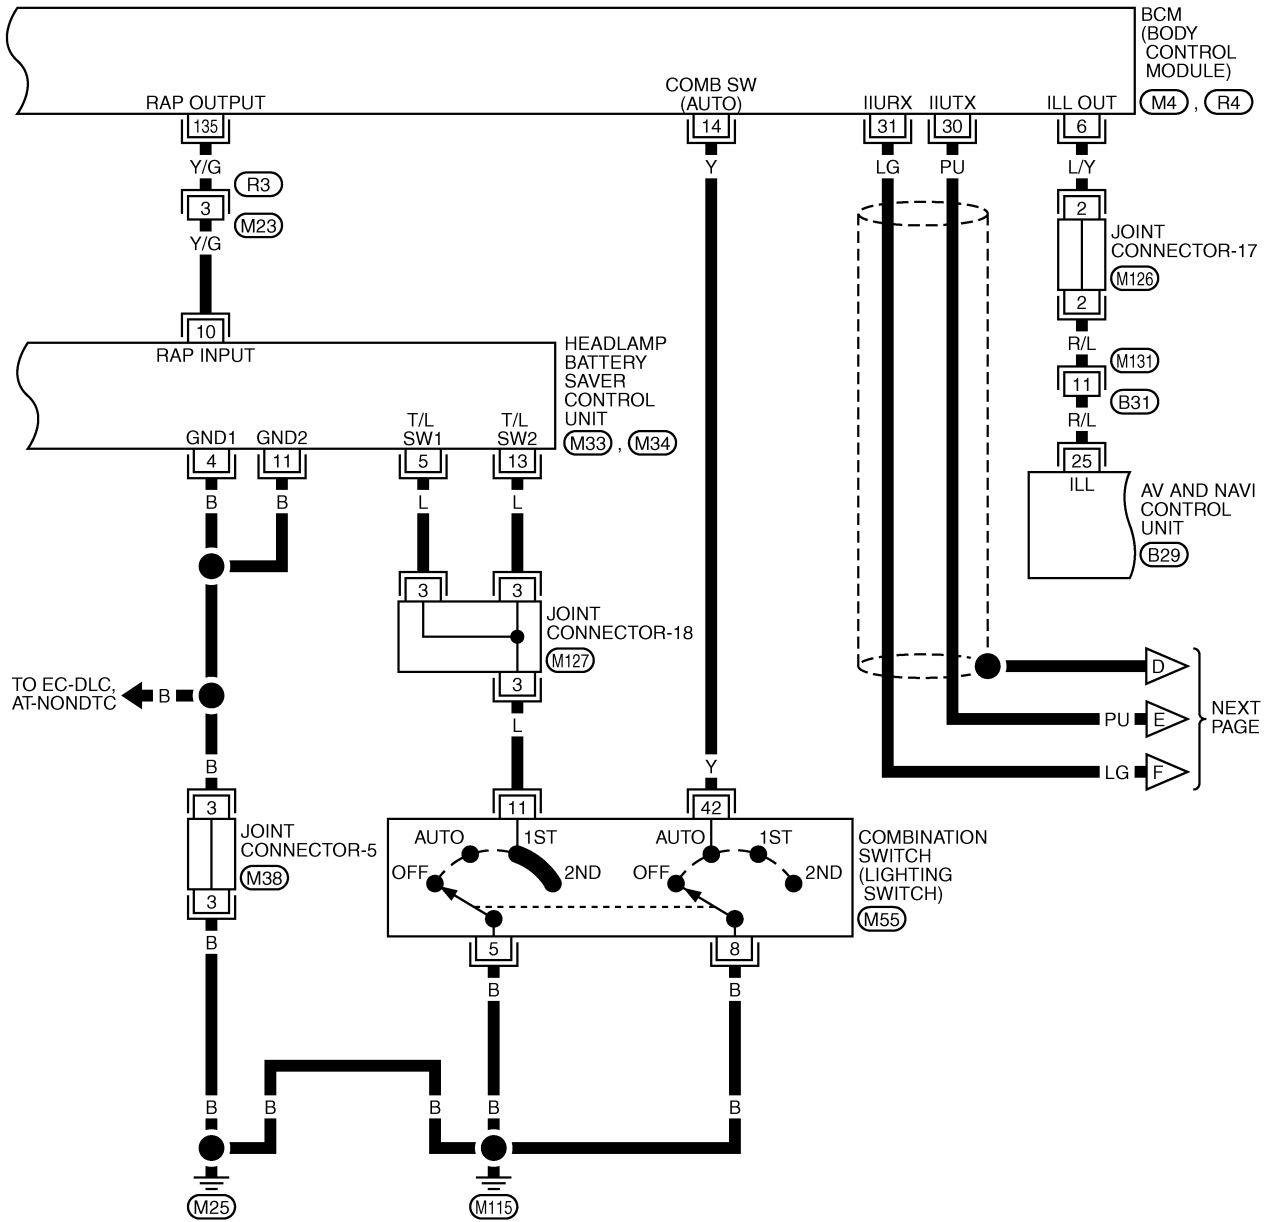 BCM
(BODY
CONTROL
MODULE)
M4 , R4
RAP OUTPUT
COMB SW
(AUTO)
IIURX
IIUTX
ILL OUT
135
14
31
30
6
Y/G
Y
LG
PU
L/Y
R3
3
M23
Y/G
2
JOINT
CONNECTOR-17
M126
2
R/L
M131
11
B31
R/L
25
ILL
AV AND NAVI
CONTROL
UNIT
B29
10
RAP INPUT
HEADLAMP
BATTERY
SAVER
CONTROL
UNIT
M33 , M34
GND1
GND2
T/L
SW1
T/L
SW2
4
11
5
13
B
B
L
L
3
3
JOINT
CONNECTOR-18
M127
3
L
TO EC-DLC,
AT-NONDTC
B
D
PU
E
LG
F
NEXT
PAGE
B
Y
3
JOINT
CONNECTOR-5
M38
3
B
11
42
AUTO
1ST
OFF
2ND
AUTO
1ST
OFF
2ND
COMBINATION
SWITCH
(LIGHTING
SWITCH)
M55
5
8
B
B
B
B
B
B
B
M25
M115